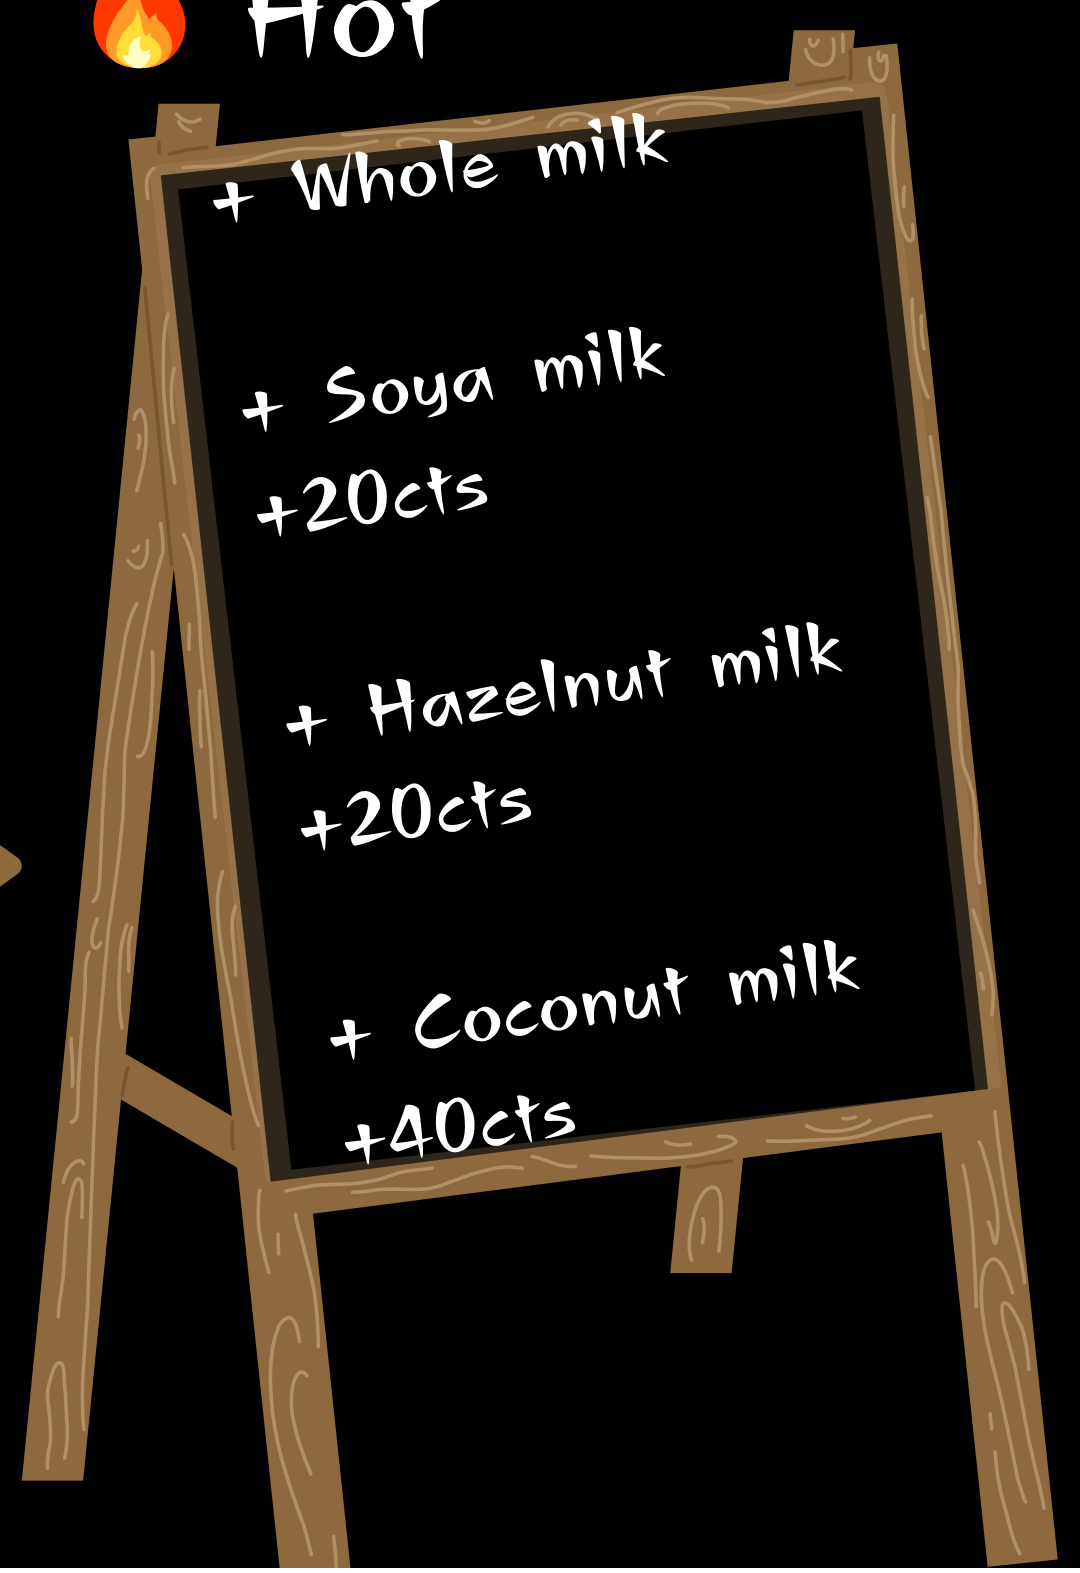 🔥 Hot
+ Whole milk
+ Soya milk
+20cts
+ Hazelnut milk
+20cts
+ Coconut milk
+40cts